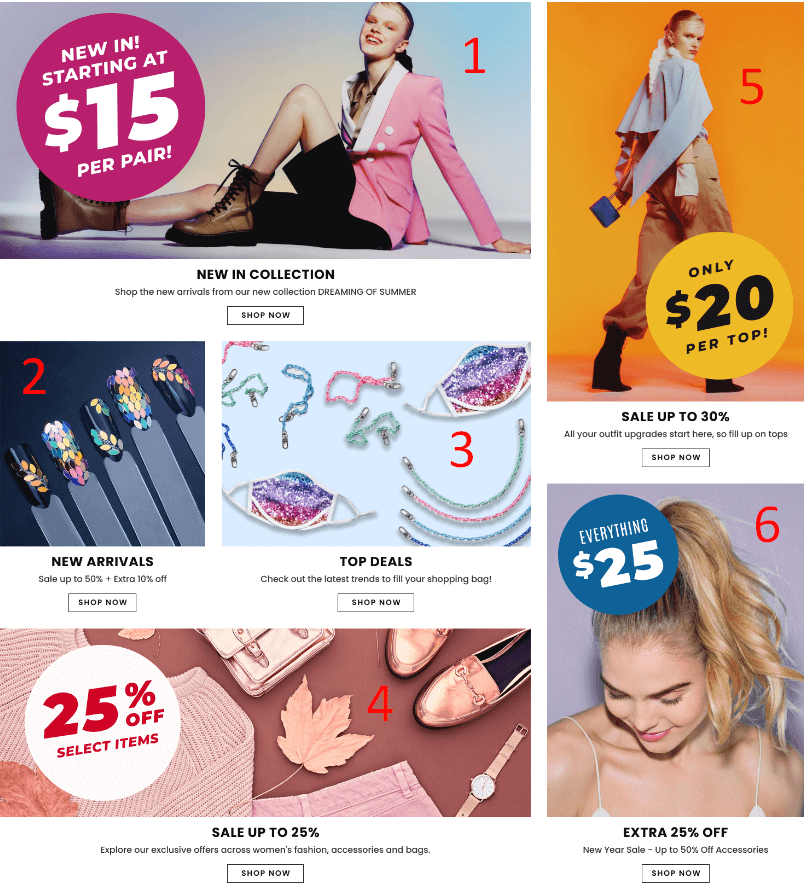 NEW IN!
STARTING AT
$15
PER PAIR!
1
NEW IN COLLECTION
Shop the new arrivals from our new collection DREAMING OF SUMMER
SHOP NOW
2
NEW ARRIVALS
Sale up to 50% + Extra 10% off
SHOP NOW
3
TOP DEALS
Check out the latest trends to fill your shopping bag!
SHOP NOW
25% OFF
SELECT ITEMS
4
SALE UP TO 25%
Explore our exclusive offers across women's fashion, accessories and bags.
SHOP NOW
5
ONLY
$20
PER TOP!
SALE UP TO 30%
All your outfit upgrades start here, so fill up on tops
SHOP NOW
6
EVERYTHING
$25
EXTRA 25% OFF
New Year Sale - Up to 50% Off Accessories
SHOP NOW